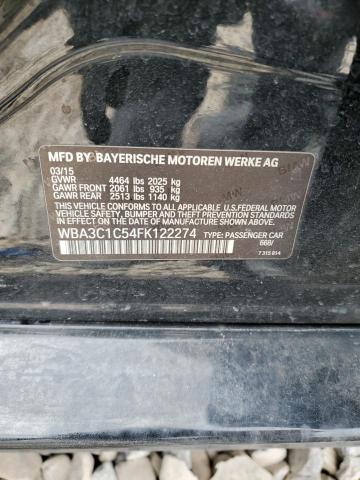 MFD BY BAYERISCHE MOTOREN WERKE AG
03/15
GVWR 4464 lbs 2025 kg
GAWR FRONT 2061 lbs 935 kg
GAWR REAR 2513 lbs 1140 kg
THIS VEHICLE CONFORMS TO ALL APPLICABLE U.S.FEDERAL MOTOR
VEHICLE SAFETY, BUMPER, AND THEFT PREVENTION STANDARDS IN
EFFECT ON THE DATE OF MANUFACTURE SHOWN ABOVE.
WBA3C1C54FK122274 TYPE: PASSENGER CAR
668/
7 315 814